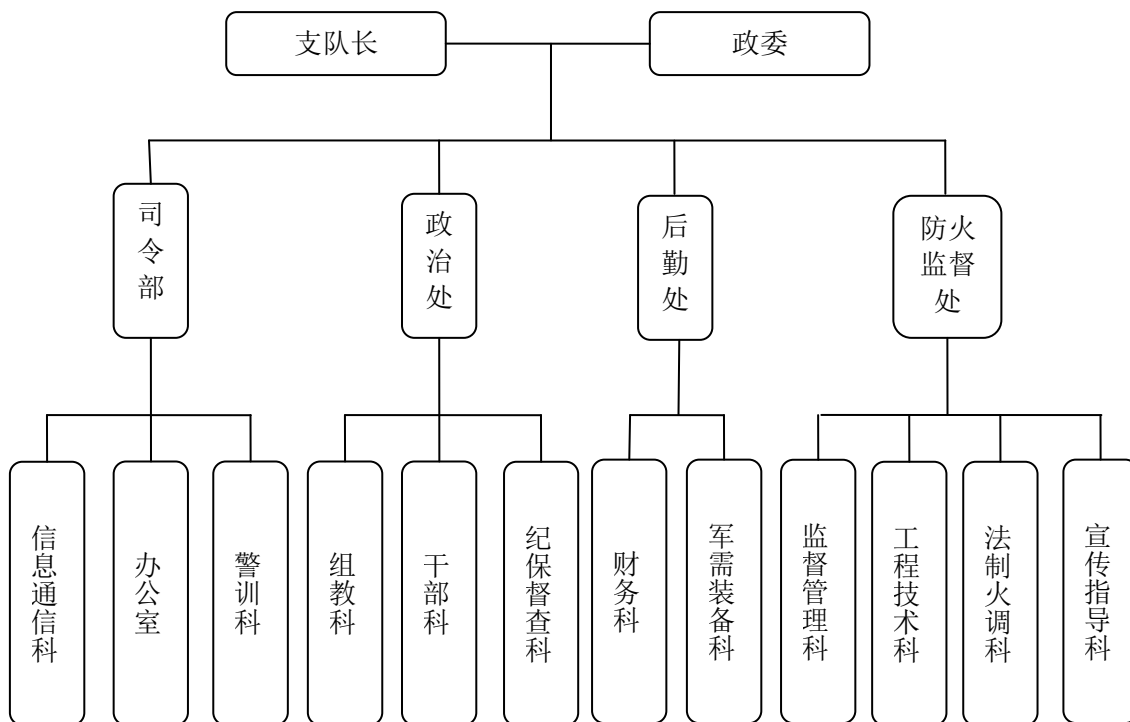 支队长
政委
司令部
政治处
后勤处
防火
监督
处
信息通信科
办公室
警训科
组教科
干部科
纪保督查科
财务科
军需装备科
监督管理科
工程技术科
法制火调科
宣传指导科